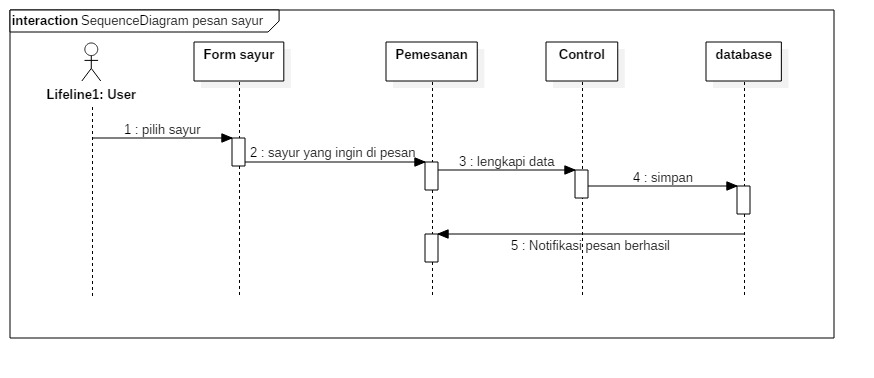 interaction SequenceDiagram pesan sayur
Lifeline1: User
Form sayur
Pemesanan
Control
database
1 : pilih sayur
2 : sayur yang ingin di pesan
3 : lengkapi data
4 : simpan
5 : Notifikasi pesan berhasil